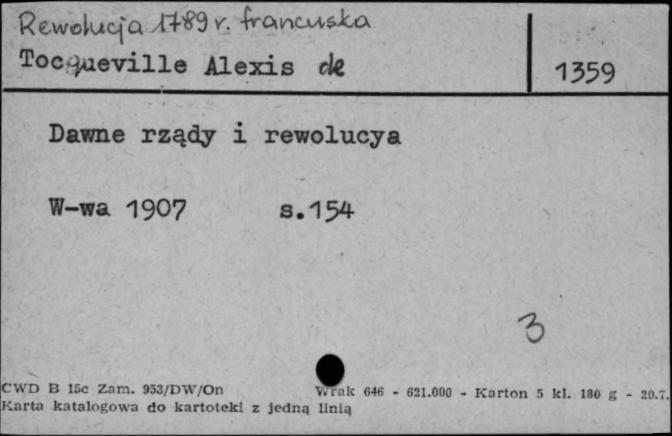 Rewolucja 1789 r. francuska
Tocqueville Alexis de
1359
Dawne rządy i rewolucya
W-wa 1907 s.154
3
CWD B 15c Zam. 953/DW/On Wrak 646 - 621.000 - Karton 5 kl. 180 g - 20.7.
Karta katalogowa do kartoteki z jedną linią